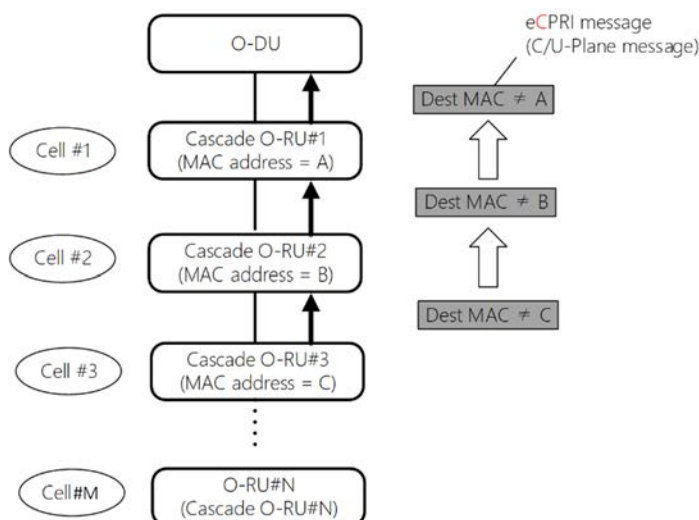 O-DU
eCPRI message
(C/U-Plane message)
Dest MAC ≠ A
Cell #1
Cascade O-RU#1
(MAC address = A)
Dest MAC ≠ B
Cell #2
Cascade O-RU#2
(MAC address = B)
Dest MAC ≠ C
Cell #3
Cascade O-RU#3
(MAC address = C)
Cell#M
O-RU#N
(Cascade O-RU#N)